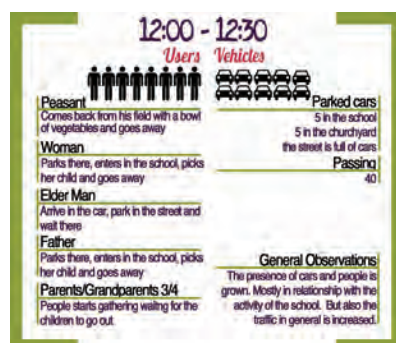 12:00 - 12:30
Users Vehicles
Peasant
Comes back from his field with a bowl
of vegetables and goes away
Woman
Parks there, enters in the school, picks
her child and goes away
Elder Man
Arrive in the car, park in the street and
wait there
Father
Parks there, enters in the school, picks
her child and goes away
Parents/Grandparents 3/4
People starts gathering waitng for the
children to go out
Parked cars
5 in the school
5 in the churchyard
the street is full of cars
Passing
40
General Observations
The presence of cars and people is
grown. Mostly in relationship with the
activity of the school. But also the
traffic in general is increased.